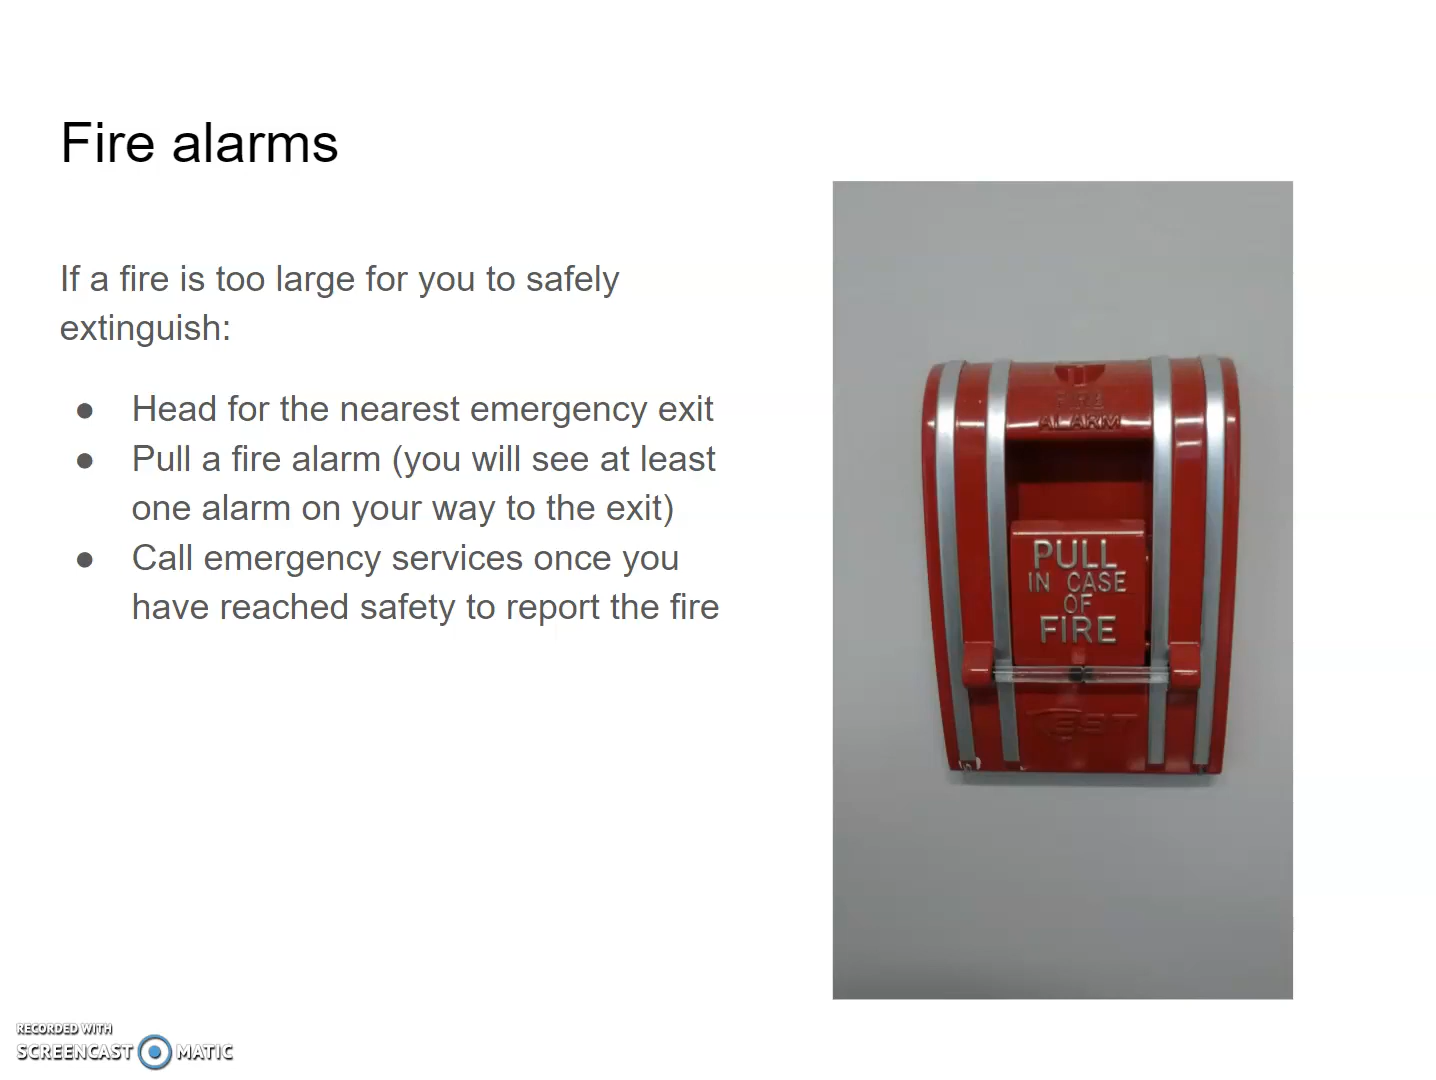 Fire alarms
If a fire is too large for you to safely
extinguish:
● Head for the nearest emergency exit
● Pull a fire alarm (you will see at least
one alarm on your way to the exit)
● Call emergency services once you
have reached safety to report the fire
FIRE
ALARM
PULL
IN CASE
OF
FIRE
RECORDED WITH
SCREENCAST MATIC